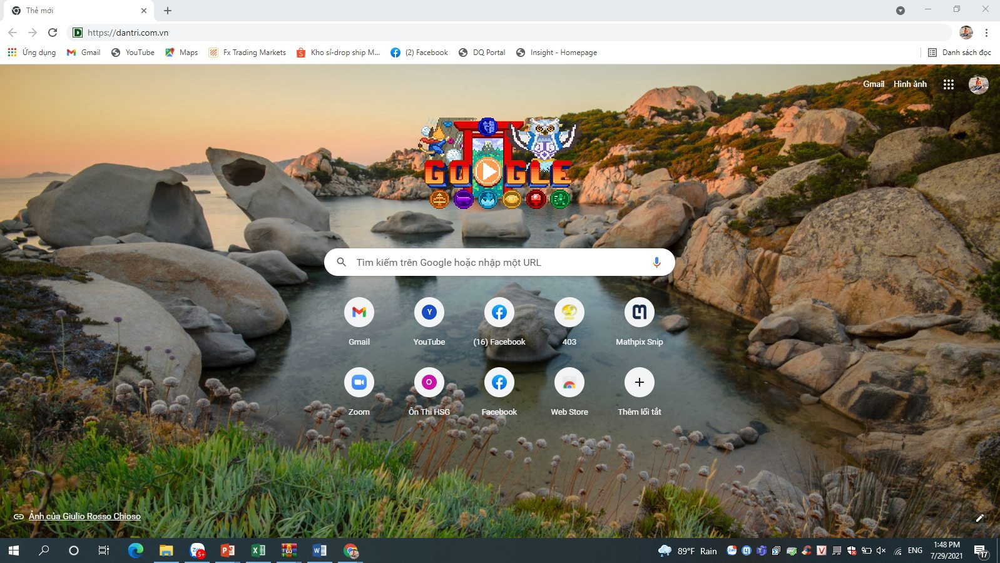 Thẻ mới
https://dantri.com.vn
Ứng dụng Gmail YouTube Maps Fx Trading Markets Kho sỉ-drop ship M... (2) Facebook DQ Portal Insight - Homepage Danh sách đọc
Gmail Hình ảnh
GOOGLE
Tìm kiếm trên Google hoặc nhập một URL
Gmail YouTube (16) Facebook 403 Mathpix Snip
Zoom Ôn Thi HSG Facebook Web Store Thêm lối tắt
Ảnh của Giulio Rosso Chioso
5+
89°F Rain ENG 1:48 PM
7/29/2021
17